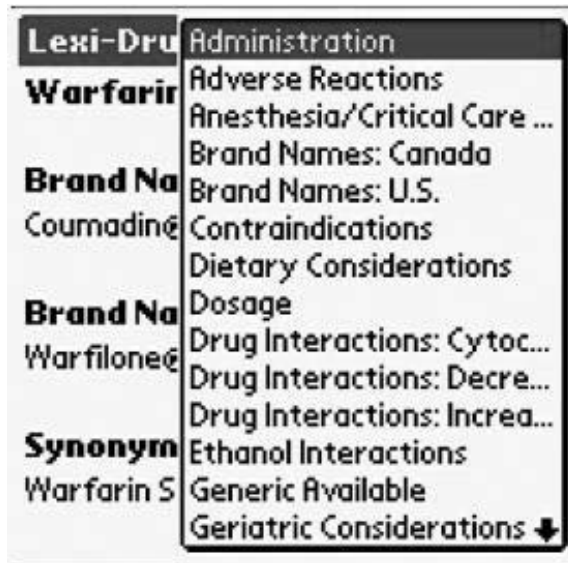 Lexi-Dru
Warfarin
Brand Na
Coumadin®
Brand Na
Warfilone®
Synonym
Warfarin S
Administration
Adverse Reactions
Anesthesia/Critical Care ...
Brand Names: Canada
Brand Names: U.S.
Contraindications
Dietary Considerations
Dosage
Drug Interactions: Cytoc...
Drug Interactions: Decre...
Drug Interactions: Increa...
Ethanol Interactions
Generic Available
Geriatric Considerations